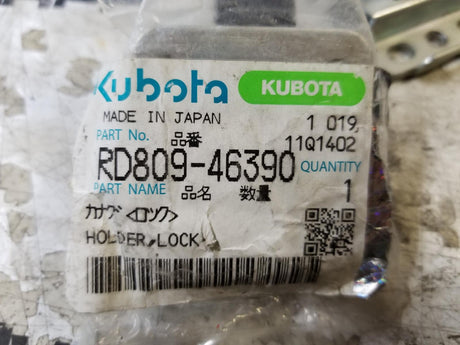 Kubota KUBOTA
MADE IN JAPAN 1 019
PART No. 品番 11Q1402
RD809-46390 QUANTITY
PART NAME 品名 数量 1
カナグ <ロツク>
HOLDER,LOCK